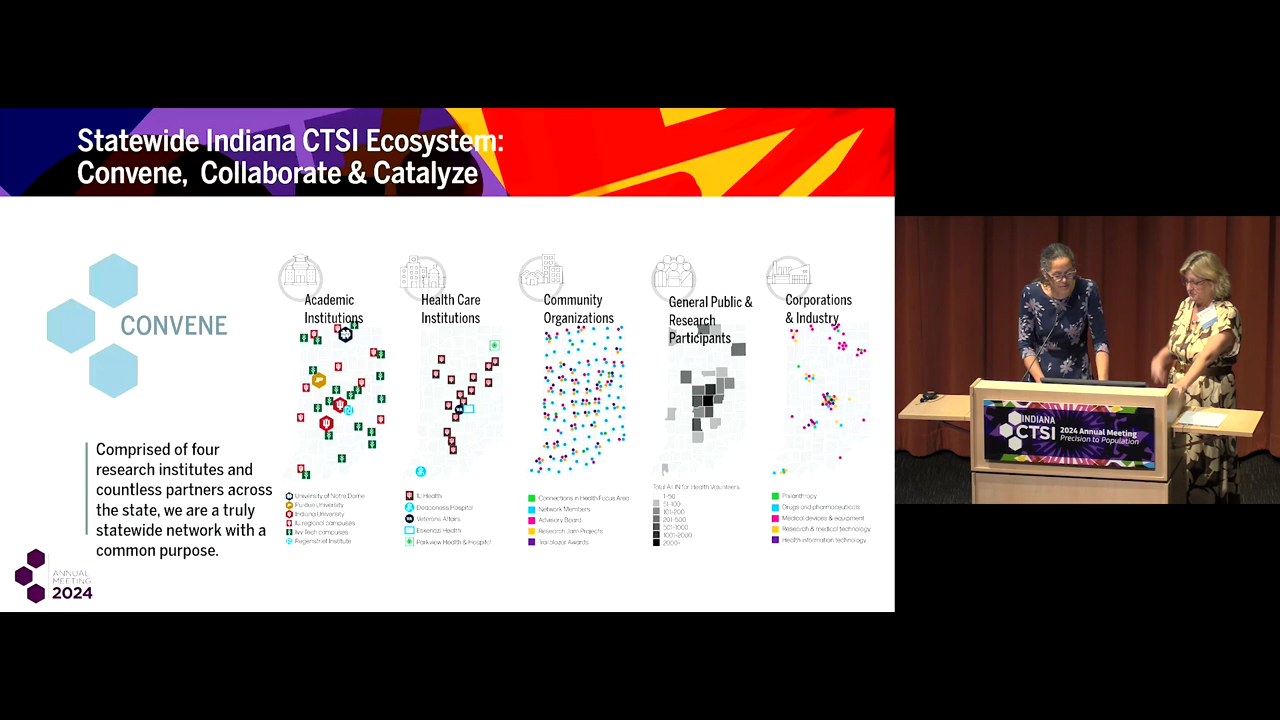 Statewide Indiana CTSI Ecosystem:
Convene, Collaborate & Catalyze
CONVENE
Comprised of four
research institutes and
countless partners across
the state, we are a truly
statewide network with a
common purpose.
ANNUAL
MEETING
2024
Academic
Institutions
University of Notre Dame
Purdue University
Indiana University
IU regional campuses
Ivy Tech campuses
Regenstrief Institute
Health Care
Institutions
IU Health
Deaconess Hospital
Veterans Affairs
Eskenazi Health
Parkview Health & Hospital
Community
Organizations
Connections in Health Focus Area
Network Members
Advisory Board
Research Jam Projects
Trailblazer Awards
General Public &
Research
Participants
Total All IN for Health Volunteers
1-50
51-100
101-200
201-500
501-1000
1001-2000
2000+
Corporations
& Industry
Philanthropy
Drugs and pharmaceuticals
Medical devices & equipment
Research & medical technology
Health information technology
INDIANA
CTSI
2024 Annual Meeting
Precision to Population